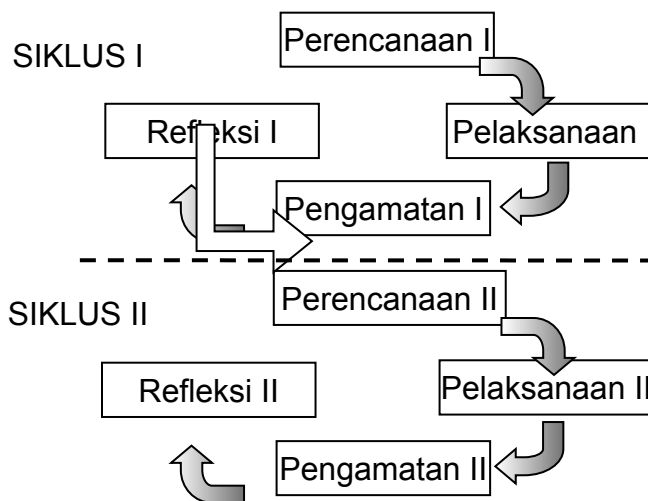 Perencanaan I
SIKLUS I
Refleksi I
Pelaksanaan
Pengamatan I
Perencanaan II
SIKLUS II
Refleksi II
Pelaksanaan II
Pengamatan II